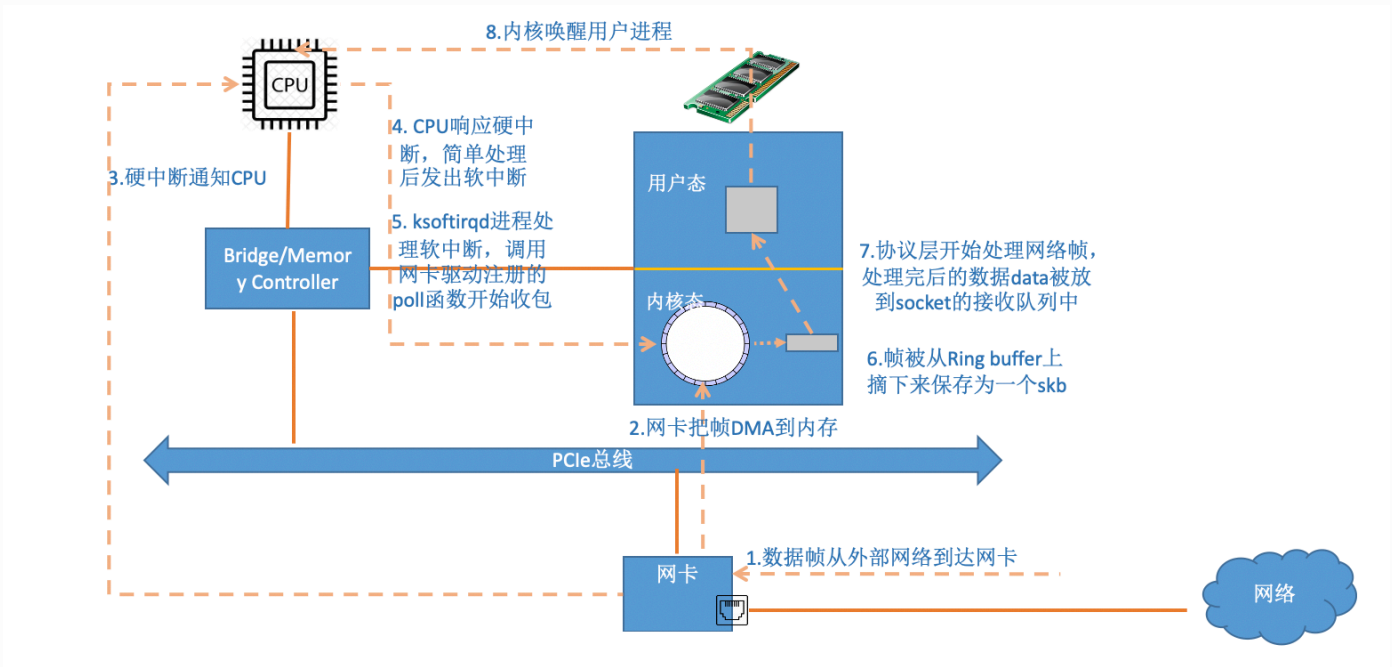 8.内核唤醒用户进程
CPU
4. CPU响应硬中
断，简单处理
后发出软中断
3.硬中断通知CPU
用户态
5. ksoftirqd进程处
理软中断，调用
网卡驱动注册的
poll函数开始收包
Bridge/Memor
y Controller
7.协议层开始处理网络帧，
处理完后的数据data被放
到socket的接收队列中
内核态
6.帧被从Ring buffer上
摘下来保存为一个skb
2.网卡把帧DMA到内存
PCIe总线
1.数据帧从外部网络到达网卡
网卡
网络